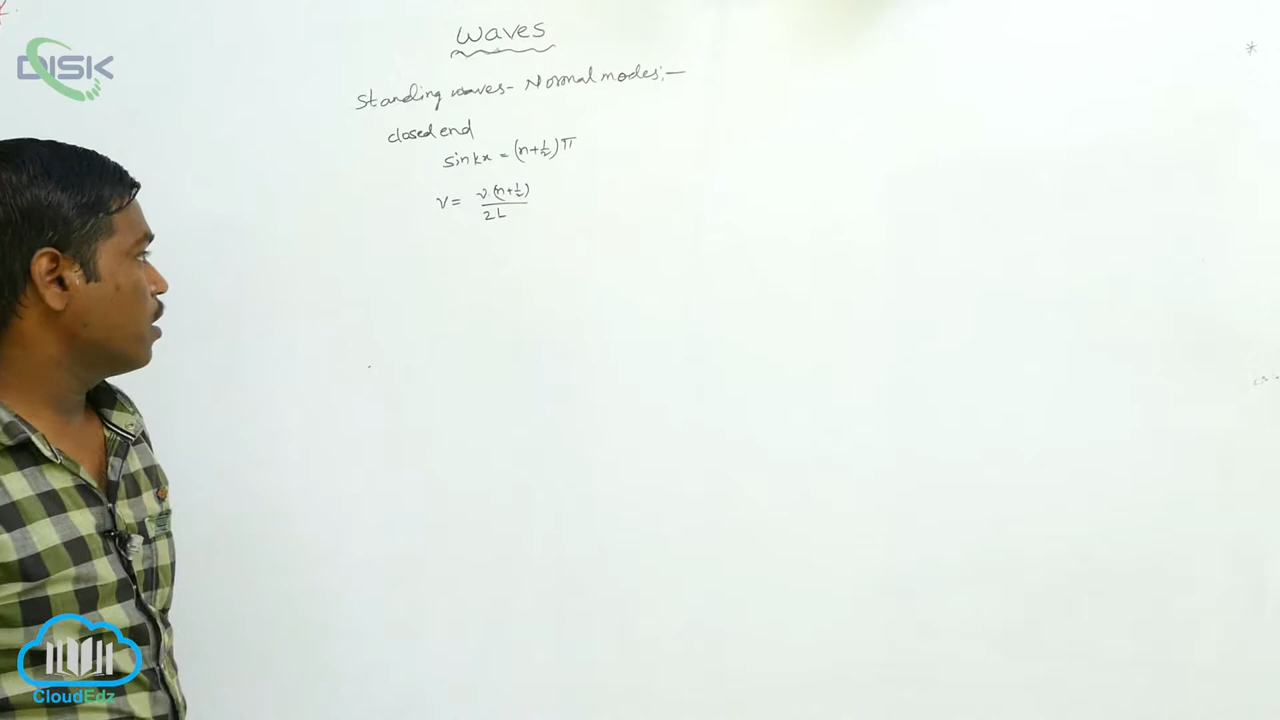 Waves
DISK
Standing waves - Normal modes:-
closed end
sin kx = (n+1/2)π
ν = v(n+1/2)/2L
CloudEdz